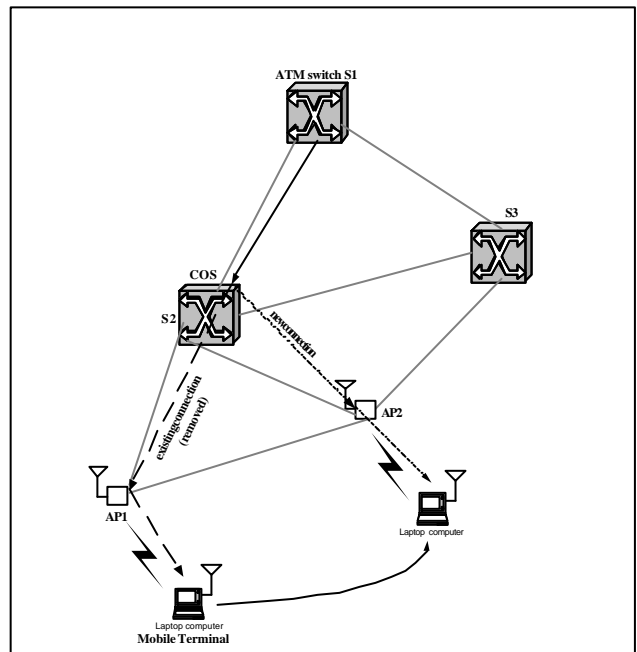 ATM switch S1
S3
COS
S2
newconnection
existingconnection
(removed)
AP2
AP1
Laptop computer
Laptop computer
Mobile Terminal